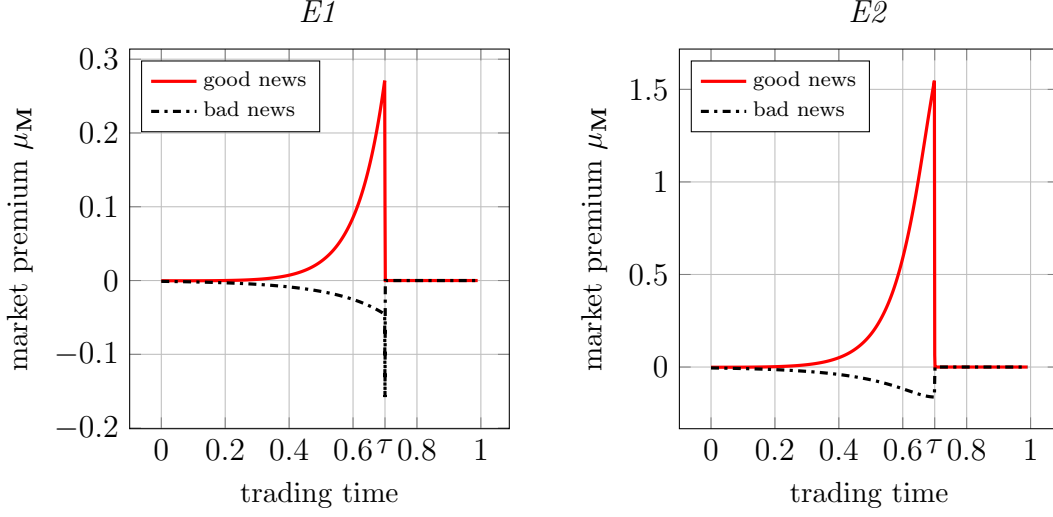 E1
0.3
0.2
0.1
0
−0.1
−0.2
market premium μM
good news
bad news
0 0.2 0.4 0.6 τ 0.8 1
trading time
E2
1.5
1
0.5
0
market premium μM
good news
bad news
0 0.2 0.4 0.6 τ 0.8 1
trading time